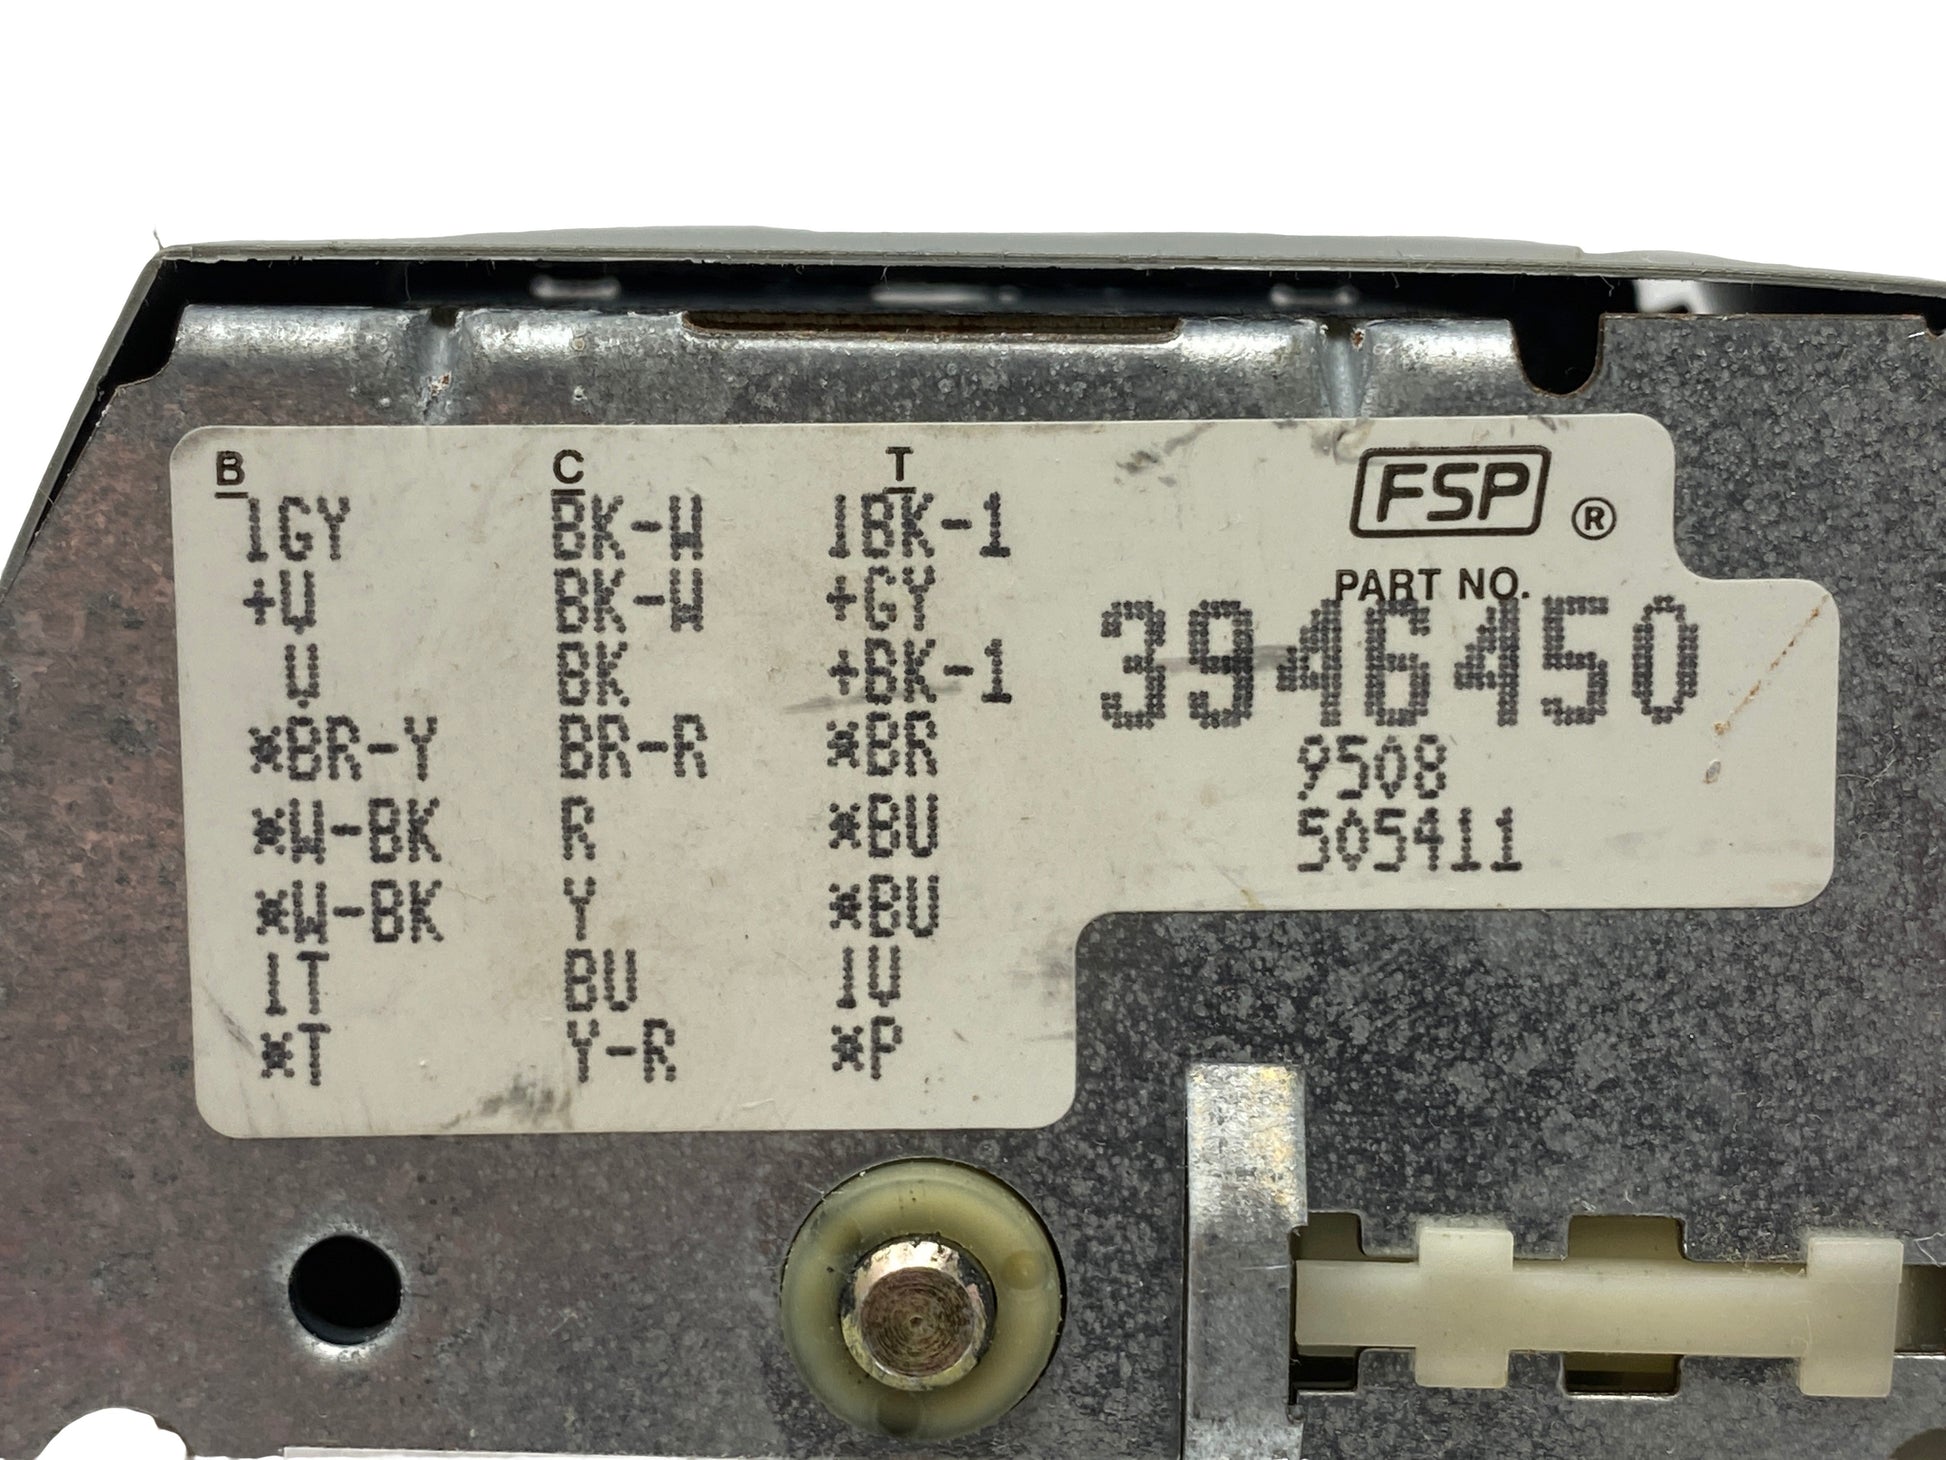 B C T
1GY BK-W 1BK-1
+V BK-W +GY
V BK +BK-1
*BR-Y BR-R *BR
*W-BK R *BU
*W-BK Y *BU
1T BU 1V
*T Y-R *P
FSP ®
PART NO.
3946450
9508
505411